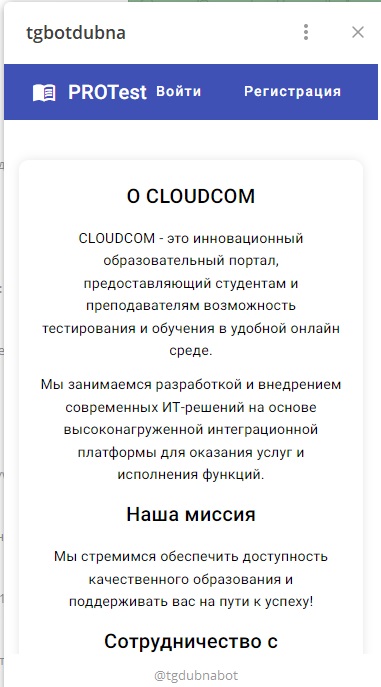 tgbotdubna
PROTest Войти Регистрация
О CLOUDCOM
CLOUDCOM - это инновационный
образовательный портал,
предоставляющий студентам и
преподавателям возможность
тестирования и обучения в удобной онлайн
среде.
Мы занимаемся разработкой и внедрением
современных ИТ-решений на основе
высоконагруженной интеграционной
платформы для оказания услуг и
исполнения функций.
Наша миссия
Мы стремимся обеспечить доступность
качественного образования и
поддерживать вас на пути к успеху!
Сотрудничество с
@tgdubnabot